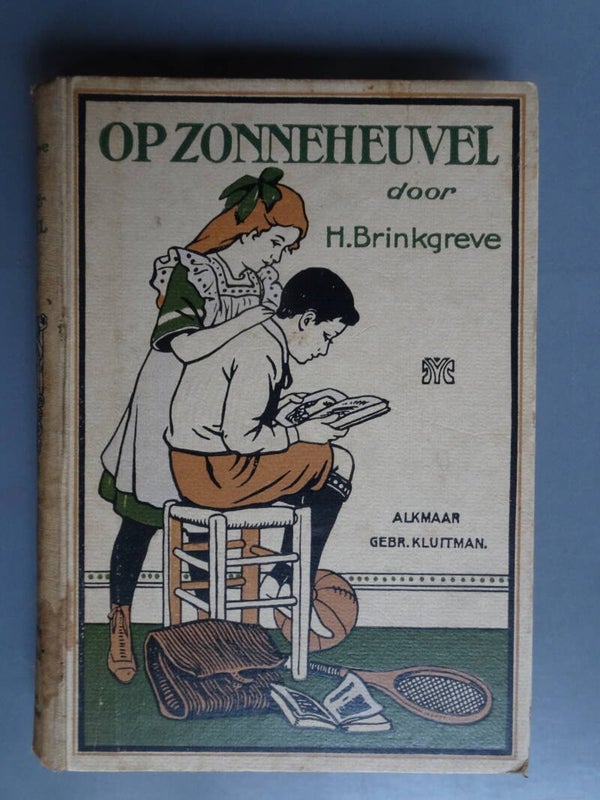 OP ZONNEHEUVEL
door
H. Brinkgreve
ALKMAAR
GEBR. KLUITMAN.